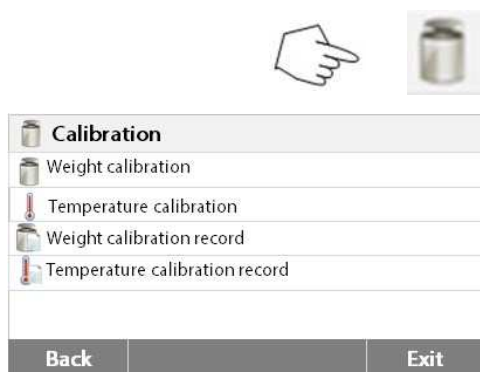 Calibration
Weight calibration
Temperature calibration
Weight calibration record
Temperature calibration record
Back Exit